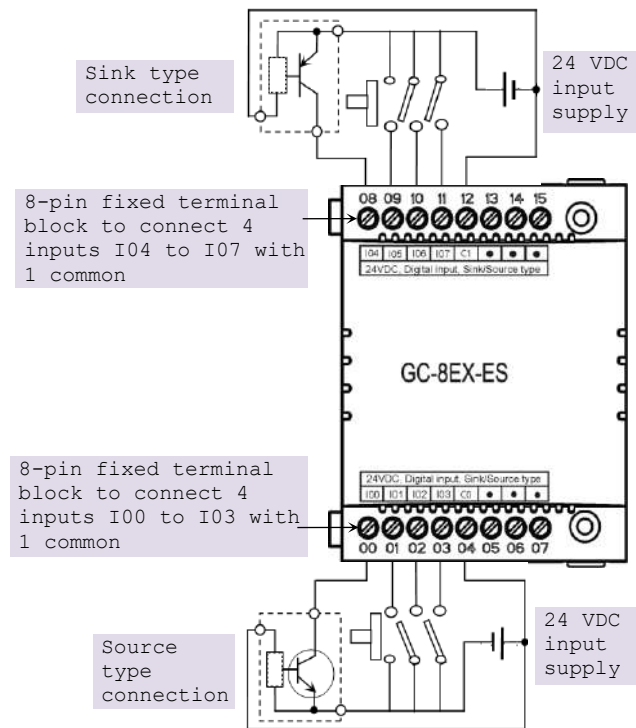 Sink type
connection
24 VDC
input
supply
8-pin fixed terminal
block to connect 4
inputs I04 to I07 with
1 common
08 09 10 11 12 13 14 15
I04 I05 I06 I07 C1
24VDC, Digital input, Sink/Source type
GC-8EX-ES
8-pin fixed terminal
block to connect 4
inputs I00 to I03 with
1 common
24VDC, Digital input, Sink/Source type
I00 I01 I02 I03 C0
00 01 02 03 04 05 06 07
Source
type
connection
24 VDC
input
supply